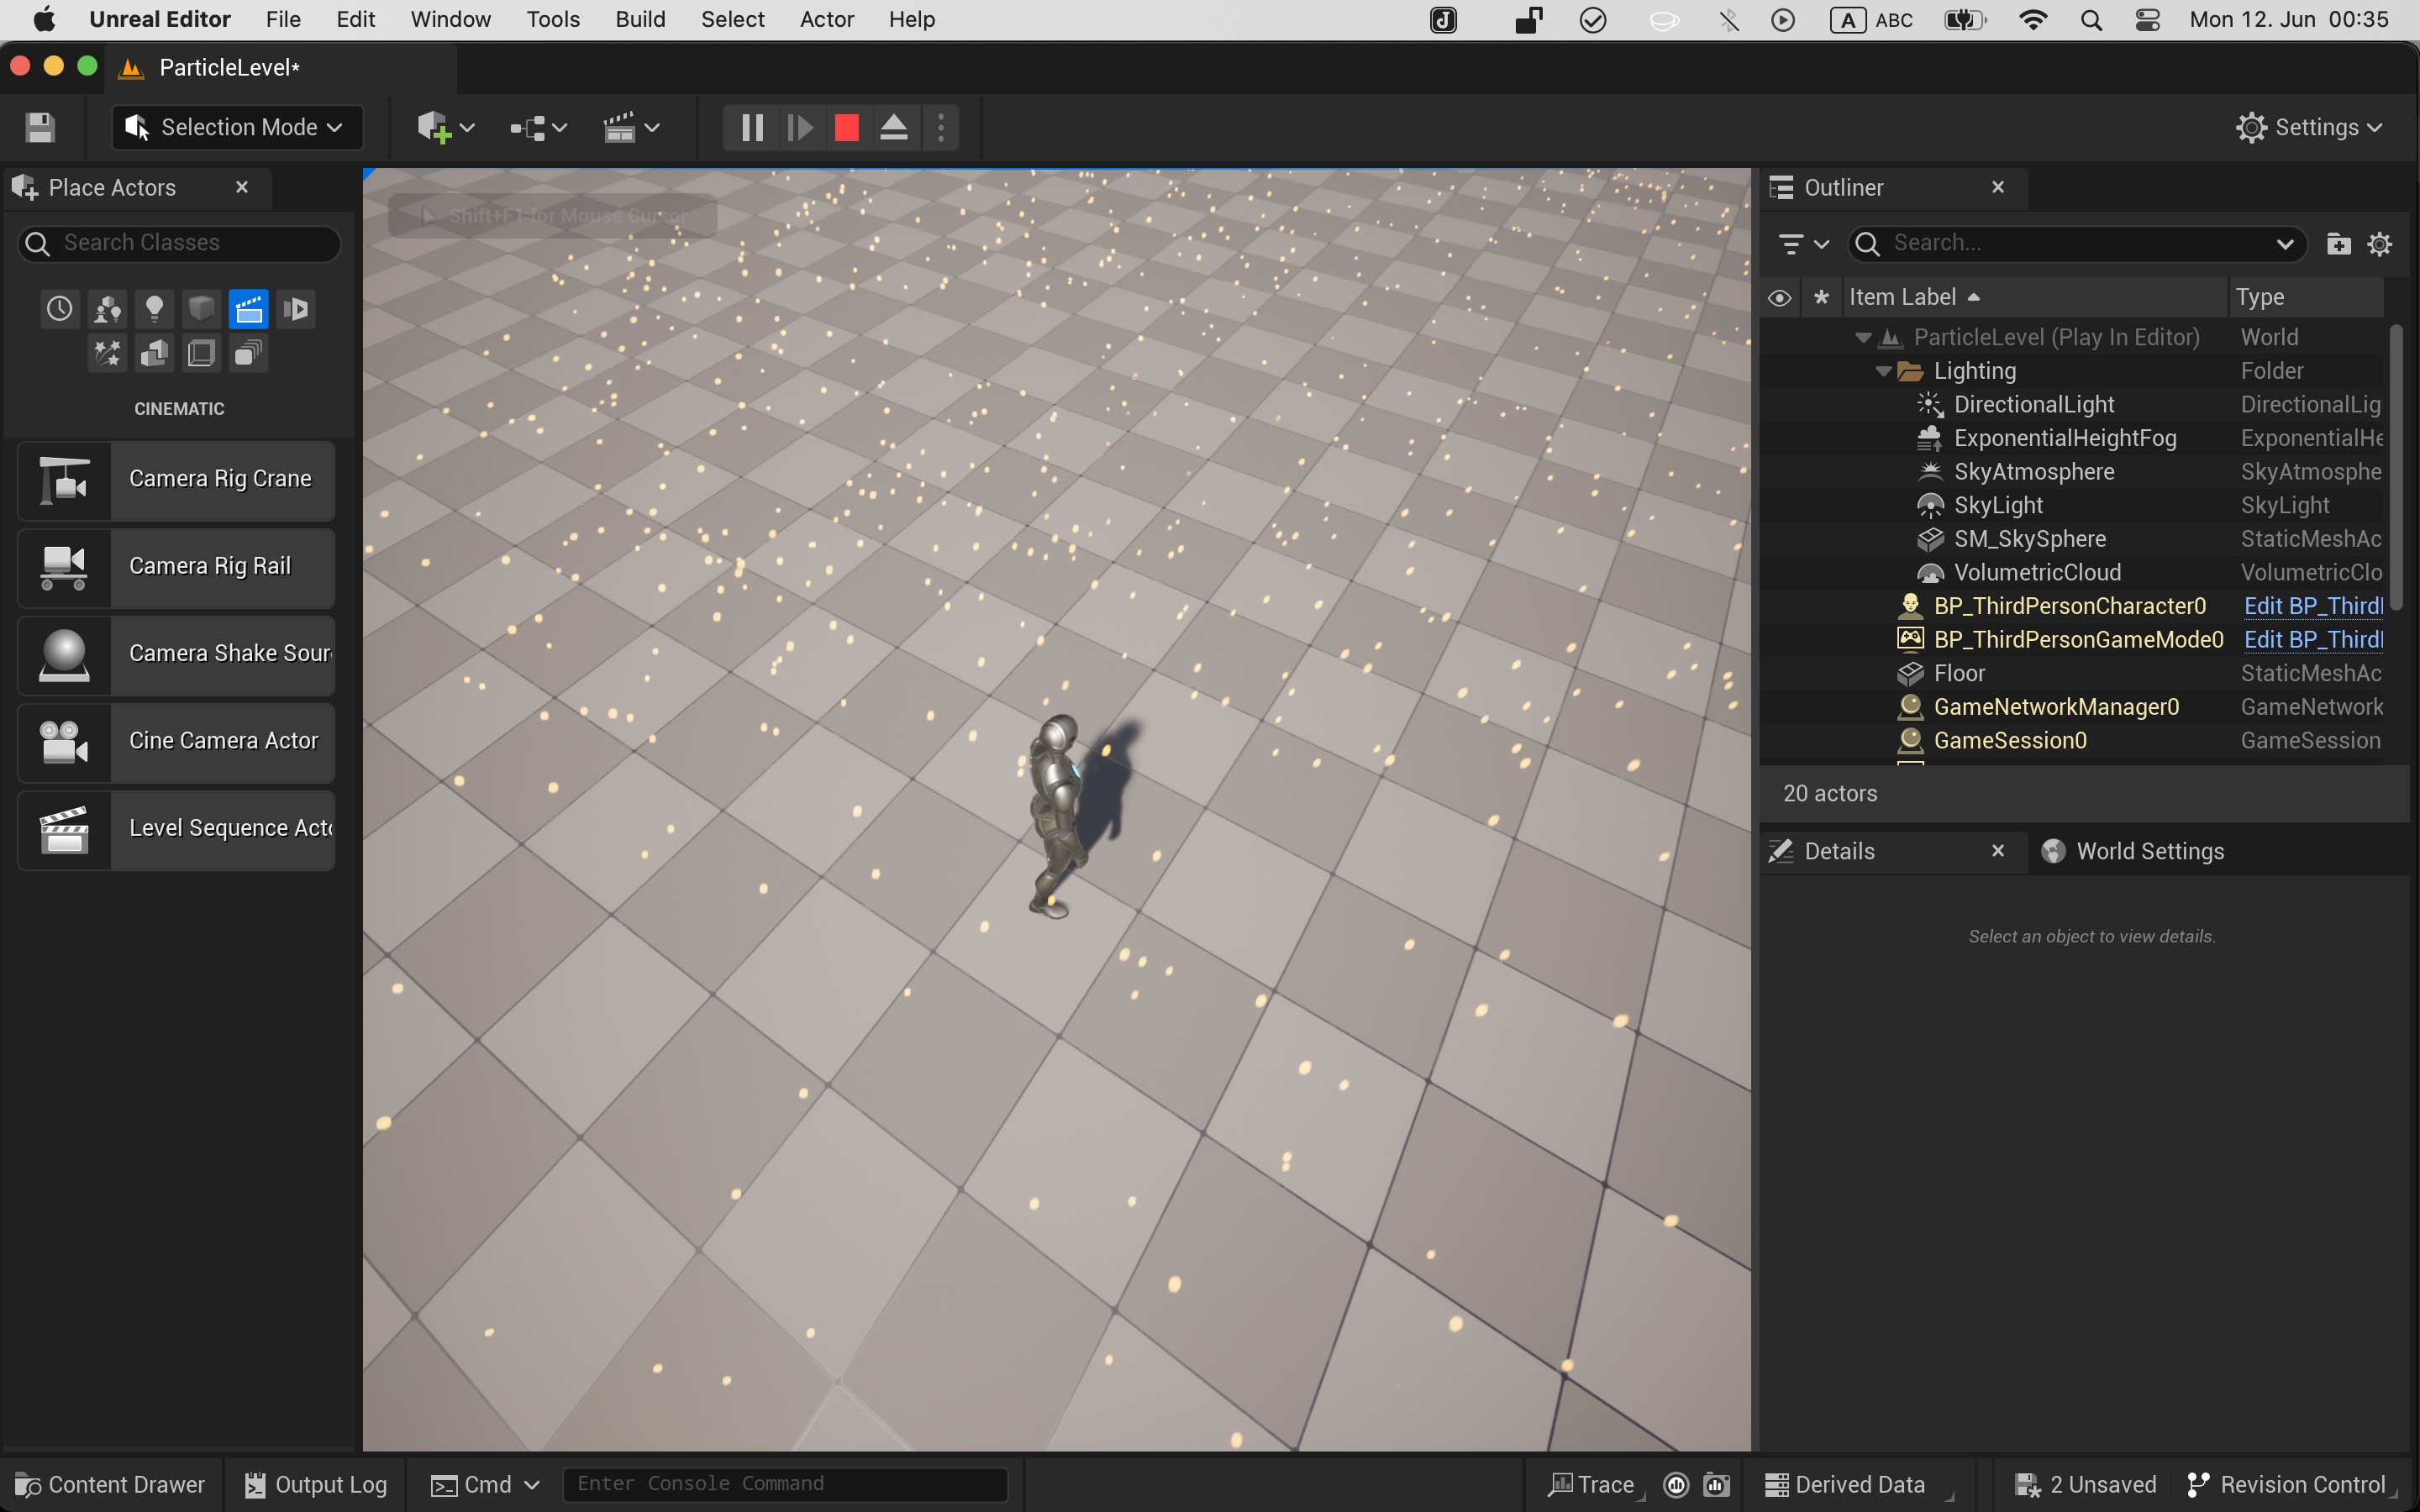 Unreal Editor File Edit Window Tools Build Select Actor Help A ABC Mon 12. Jun 00:35
ParticleLevel*
Selection Mode Settings
Place Actors
Search Classes
CINEMATIC
Camera Rig Crane
Camera Rig Rail
Camera Shake Sour
Cine Camera Actor
Level Sequence Act
Shift+F1 for Mouse Cursor
Outliner
Search...
Item Label Type
ParticleLevel (Play In Editor) World
Lighting Folder
DirectionalLight DirectionalLig
ExponentialHeightFog ExponentialHe
SkyAtmosphere SkyAtmosphe
SkyLight SkyLight
SM_SkySphere StaticMeshAc
VolumetricCloud VolumetricClo
BP_ThirdPersonCharacter0 Edit BP_Third
BP_ThirdPersonGameMode0 Edit BP_Third
Floor StaticMeshAc
GameNetworkManager0 GameNetwork
GameSession0 GameSession
20 actors
Details World Settings
Select an object to view details.
Content Drawer Output Log Cmd Enter Console Command Trace Derived Data 2 Unsaved Revision Control